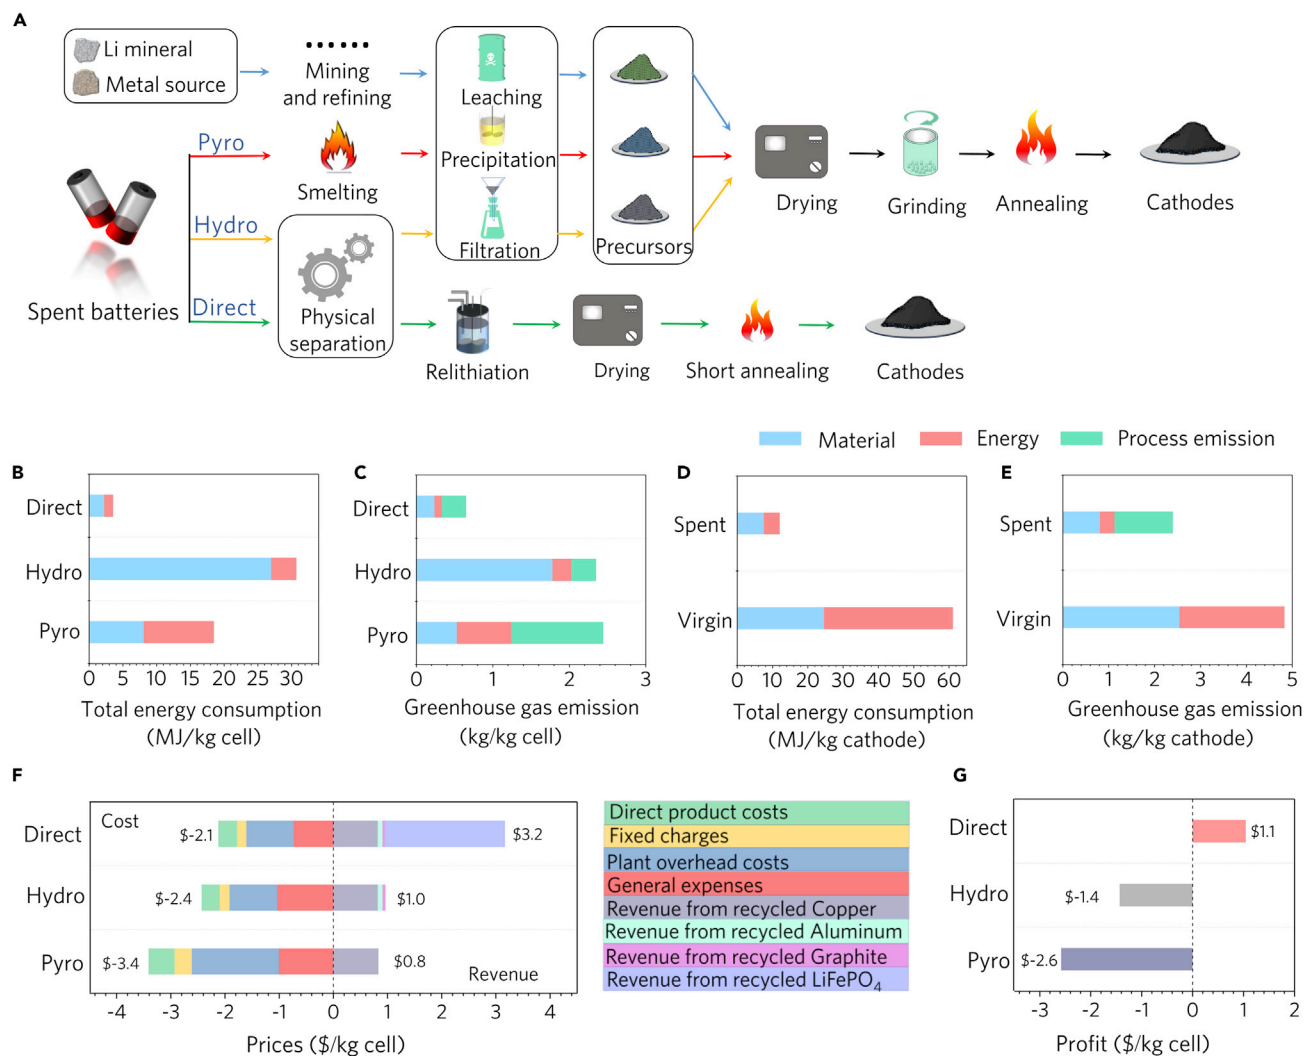 A
Li mineral
Metal source
......
Mining
and refining
Leaching
Precipitation
Filtration
Precursors
Pyro
Smelting
Hydro
Direct
Spent batteries
Physical
separation
Drying
Grinding
Annealing
Cathodes
Relithiation
Drying
Short annealing
Cathodes
Material
Energy
Process emission
B
Direct
Hydro
Pyro
0 5 10 15 20 25 30
Total energy consumption
(MJ/kg cell)
C
Direct
Hydro
Pyro
0 1 2 3
Greenhouse gas emission
(kg/kg cell)
D
Spent
Virgin
0 10 20 30 40 50 60
Total energy consumption
(MJ/kg cathode)
E
Spent
Virgin
0 1 2 3 4 5
Greenhouse gas emission
(kg/kg cathode)
F
Cost
Direct
$-2.1
$3.2
Hydro
$-2.4
$1.0
Pyro
$-3.4
$0.8
Revenue
-4 -3 -2 -1 0 1 2 3 4
Prices ($/kg cell)
Direct product costs
Fixed charges
Plant overhead costs
General expenses
Revenue from recycled Copper
Revenue from recycled Aluminum
Revenue from recycled Graphite
Revenue from recycled LiFePO4
G
Direct
$1.1
Hydro
$-1.4
Pyro
$-2.6
-3 -2 -1 0 1 2
Profit ($/kg cell)